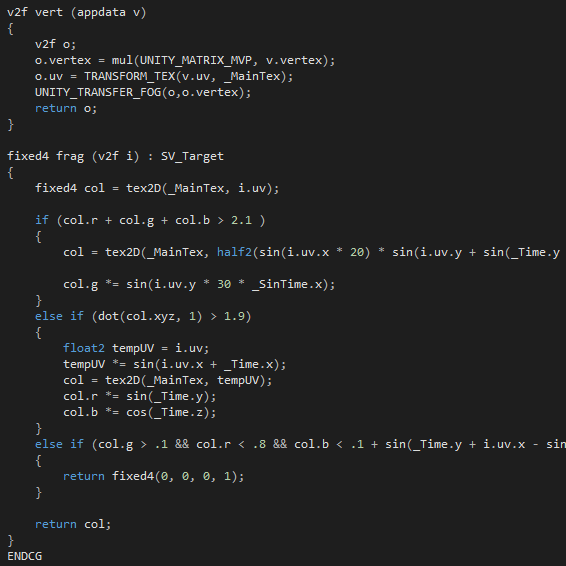 v2f vert (appdata v)
{
    v2f o;
    o.vertex = mul(UNITY_MATRIX_MVP, v.vertex);
    o.uv = TRANSFORM_TEX(v.uv, _MainTex);
    UNITY_TRANSFER_FOG(o,o.vertex);
    return o;
}

fixed4 frag (v2f i) : SV_Target
{
    fixed4 col = tex2D(_MainTex, i.uv);

    if (col.r + col.g + col.b > 2.1 )
    {
        col = tex2D(_MainTex, half2(sin(i.uv.x * 20) * sin(i.uv.y + sin(_Time.y

        col.g *= sin(i.uv.y * 30 * _SinTime.x);
    }
    else if (dot(col.xyz, 1) > 1.9)
    {
        float2 tempUV = i.uv;
        tempUV *= sin(i.uv.x + _Time.x);
        col = tex2D(_MainTex, tempUV);
        col.r *= sin(_Time.y);
        col.b *= cos(_Time.z);
    }
    else if (col.g > .1 && col.r < .8 && col.b < .1 + sin(_Time.y + i.uv.x - sin
    {
        return fixed4(0, 0, 0, 1);
    }

    return col;
}
ENDCG